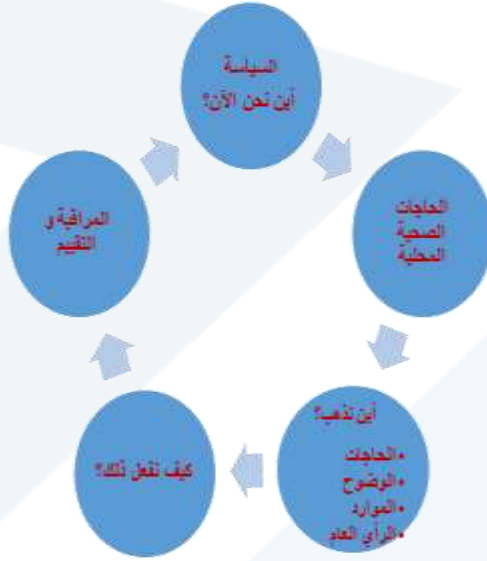 السياسة
أين نحن الآن؟
الحاجات
الصحية
المحلية
أين نذهب؟
•الحاجات
•الوضوح
•الموارد
•الرأي العام
كيف نفعل ذلك؟
المراقبة و
التقييم